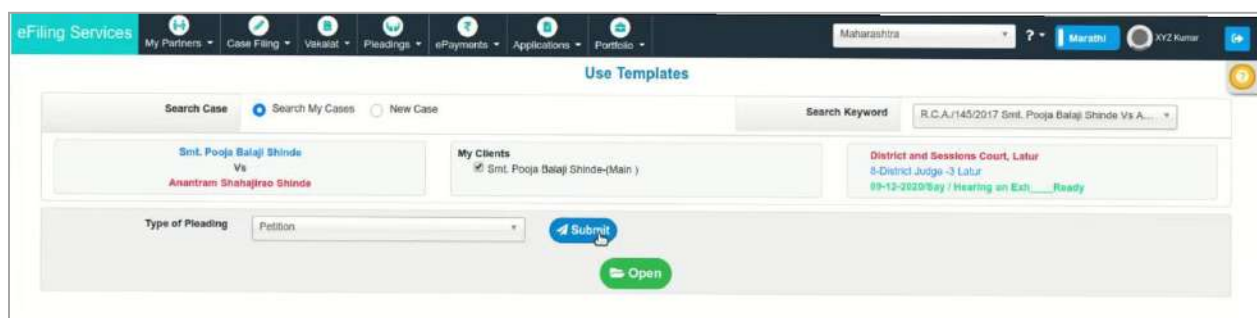 eFiling Services
My Partners
Case Filing
Vakalat
Pleadings
ePayments
Applications
Portfolio
Maharashtra
?
Marathi
XYZ Kumar
Use Templates
Search Case
Search My Cases
New Case
Search Keyword
R.C.A./145/2017 Smt. Pooja Balaji Shinde Vs A...
Smt. Pooja Balaji Shinde
Vs
Anantram Shahajirao Shinde
My Clients
Smt. Pooja Balaji Shinde-(Main )
District and Sessions Court, Latur
8-District Judge -3 Latur
09-12-2020/Say / Hearing on Exh____Ready
Type of Pleading
Petition
Submit
Open